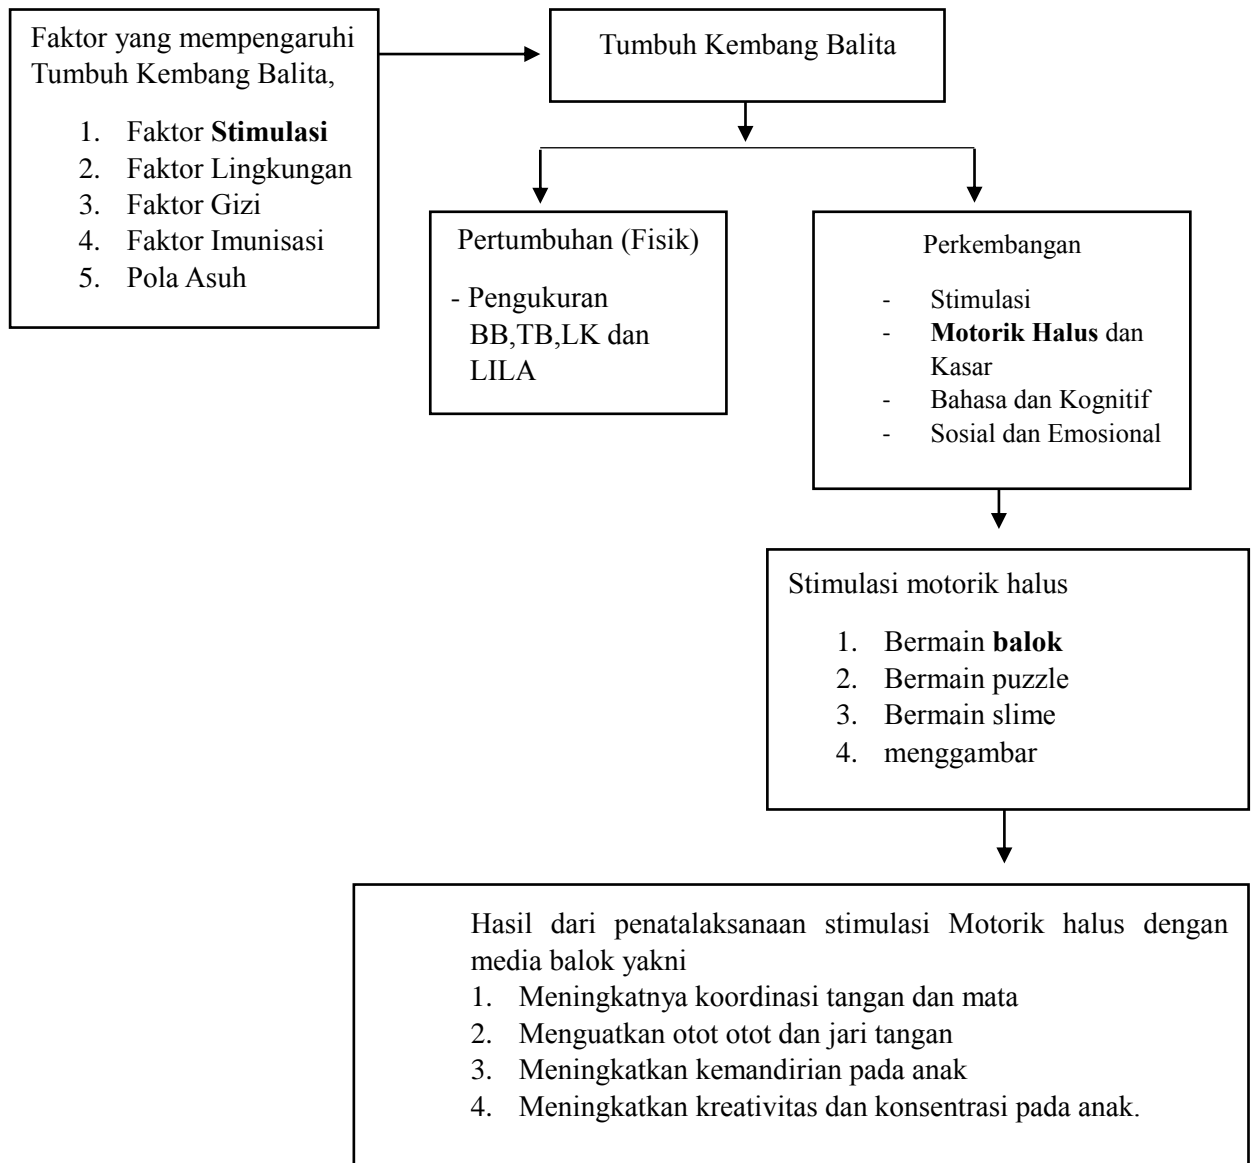 Faktor yang mempengaruhi
Tumbuh Kembang Balita,
1. Faktor Stimulasi
2. Faktor Lingkungan
3. Faktor Gizi
4. Faktor Imunisasi
5. Pola Asuh
Tumbuh Kembang Balita
Pertumbuhan (Fisik)
- Pengukuran
BB,TB,LK dan
LILA
Perkembangan
- Stimulasi
- Motorik Halus dan
Kasar
- Bahasa dan Kognitif
- Sosial dan Emosional
Stimulasi motorik halus
1. Bermain balok
2. Bermain puzzle
3. Bermain slime
4. menggambar
Hasil dari penatalaksanaan stimulasi Motorik halus dengan
media balok yakni
1. Meningkatnya koordinasi tangan dan mata
2. Menguatkan otot otot dan jari tangan
3. Meningkatkan kemandirian pada anak
4. Meningkatkan kreativitas dan konsentrasi pada anak.